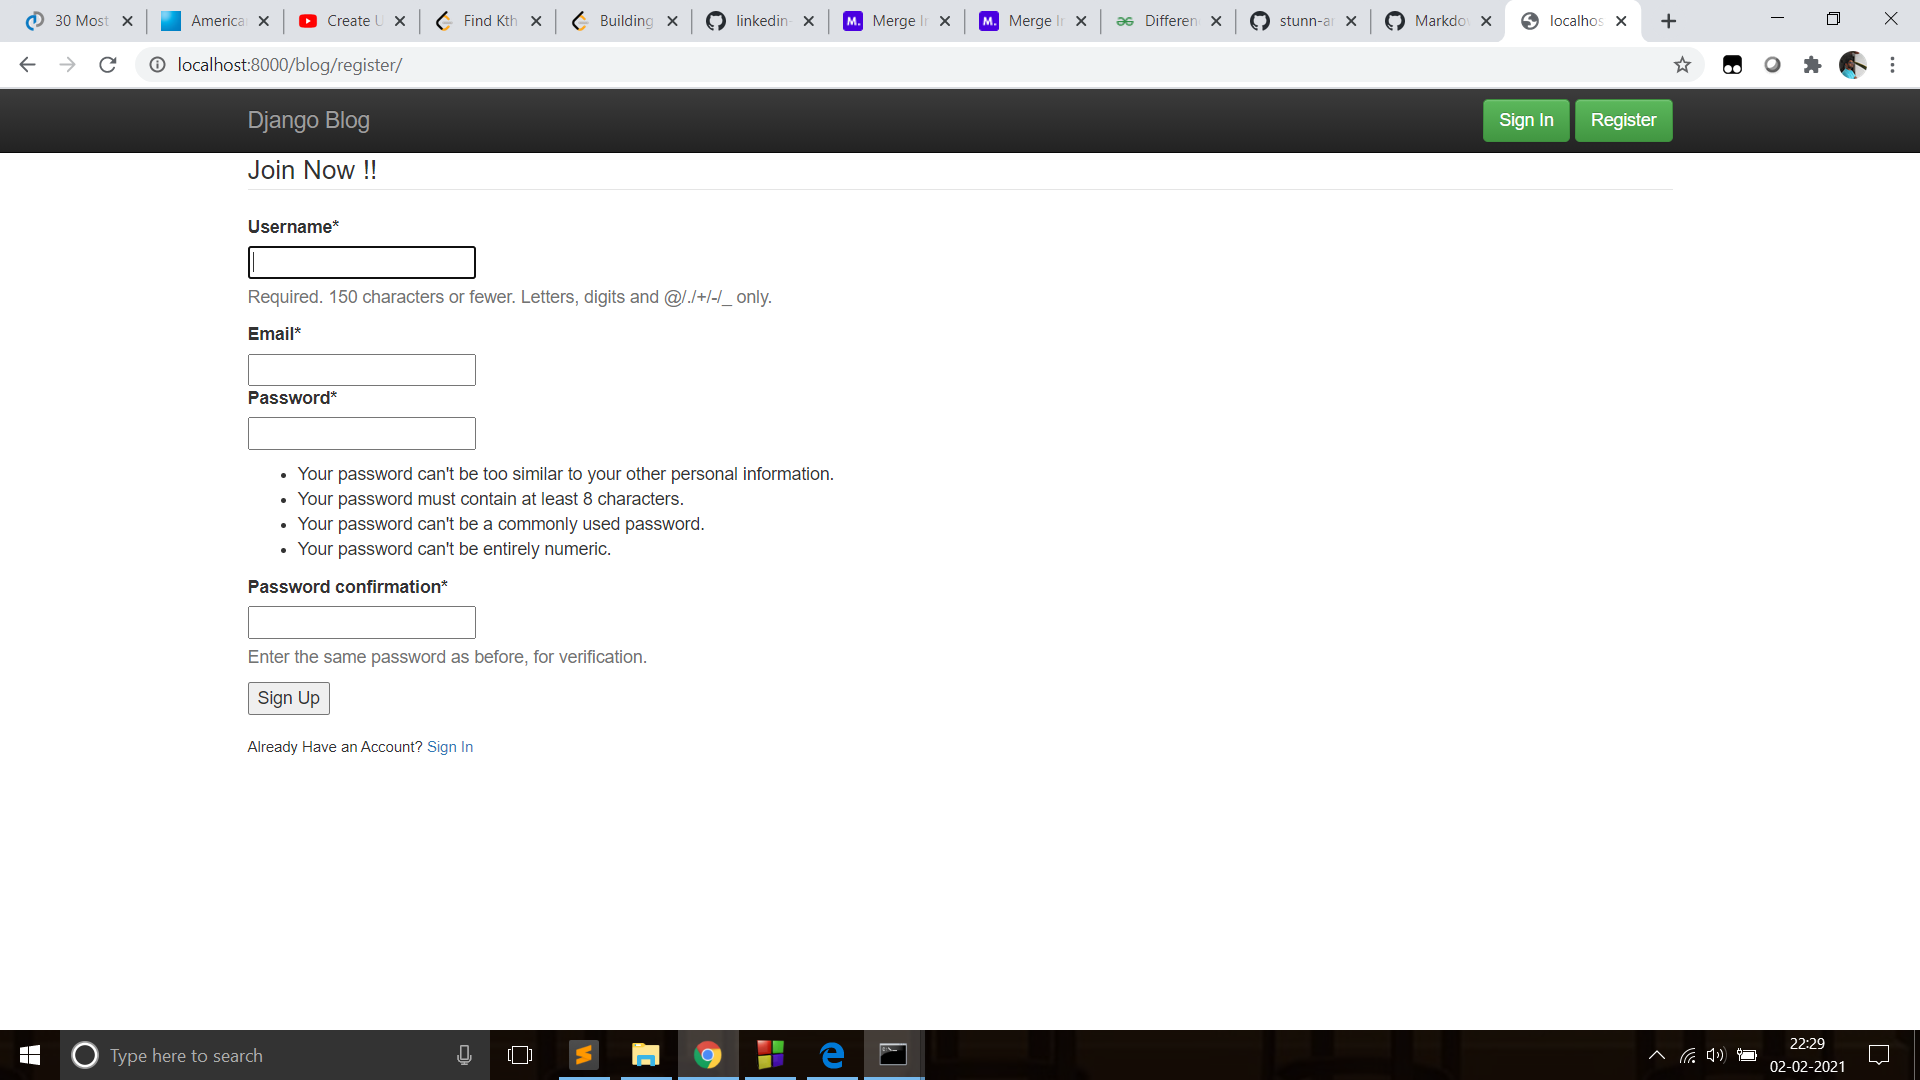 30 Most
America
Create U
Find Kth
Building
linkedin-
Merge In
Merge In
Differen
stunn-ar
Markdow
localhos
localhost:8000/blog/register/
Django Blog
Sign In
Register
Join Now !!
Username*
Required. 150 characters or fewer. Letters, digits and @/./+/-/_ only.
Email*
Password*
• Your password can't be too similar to your other personal information.
• Your password must contain at least 8 characters.
• Your password can't be a commonly used password.
• Your password can't be entirely numeric.
Password confirmation*
Enter the same password as before, for verification.
Sign Up
Already Have an Account? Sign In
Type here to search
22:29
02-02-2021